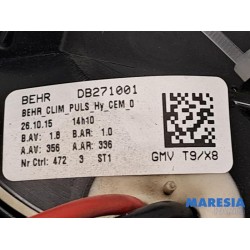 BEHR DB271001
BEHR_CLIM_PULS_Hy_CEM_0
26.10.15 14h10
B.AV: 1.8 B.AR: 1.0
A.AV: 356 A.AR: 336
Nr Ctrl: 472 3 ST1
GMV T9/X8
MARESIA